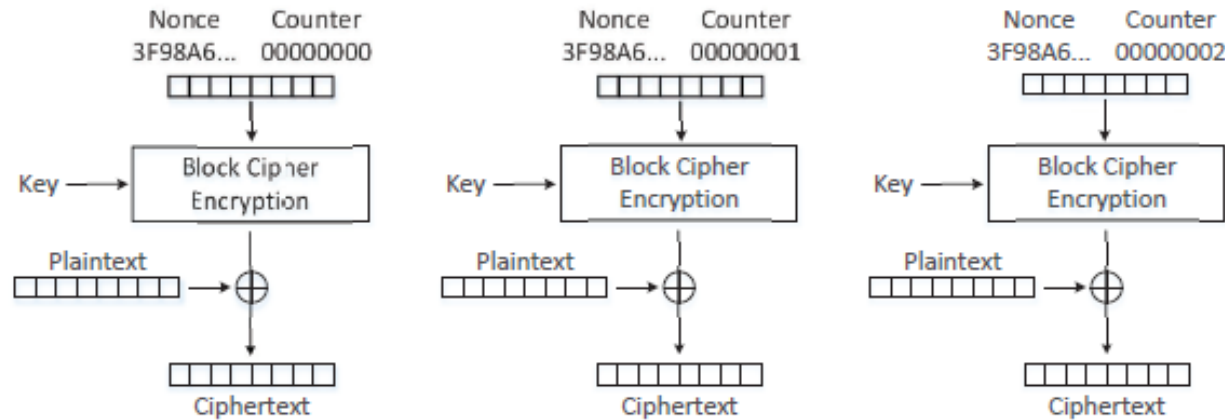 Nonce Counter
3F98A6... 00000000
Block Cipher
Encryption
Key
Plaintext
Ciphertext
Nonce Counter
3F98A6... 00000001
Block Cipher
Encryption
Key
Plaintext
Ciphertext
Nonce Counter
3F98A6... 00000002
Block Cipher
Encryption
Key
Plaintext
Ciphertext